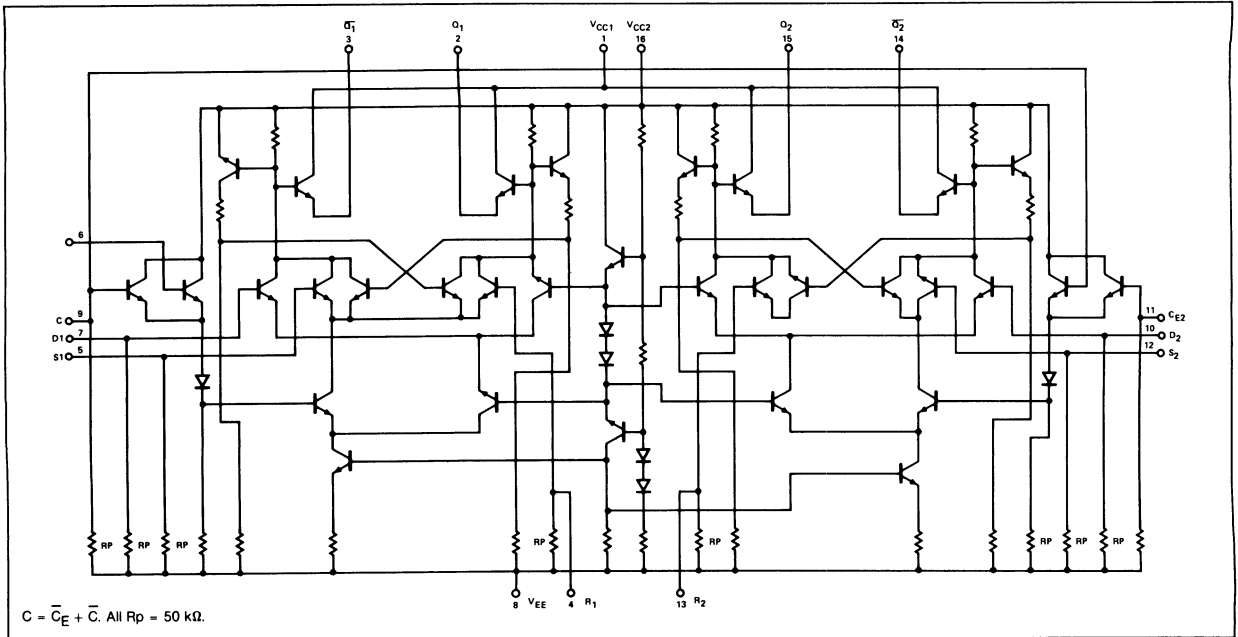 Q̅1 Q1 VCC1 VCC2 Q2 Q̅2
3 2 1 16 15 14
6
9
C
7
D1
5
S1
11 CE2
10 D2
12 S2
RP RP RP RP RP RP RP RP
8 VEE 4 R1 13 R2
C = C̅E + C̅. All Rp = 50 kΩ.